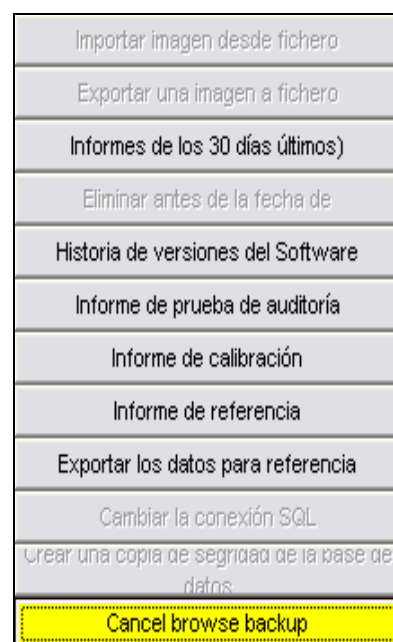 Importar imagen desde fichero
Exportar una imagen a fichero
Informes de los 30 días últimos)
Eliminar antes de la fecha de
Historia de versiones del Software
Informe de prueba de auditoría
Informe de calibración
Informe de referencia
Exportar los datos para referencia
Cambiar la conexión SQL
Crear una copia de segridad de la base de
datos
Cancel browse backup